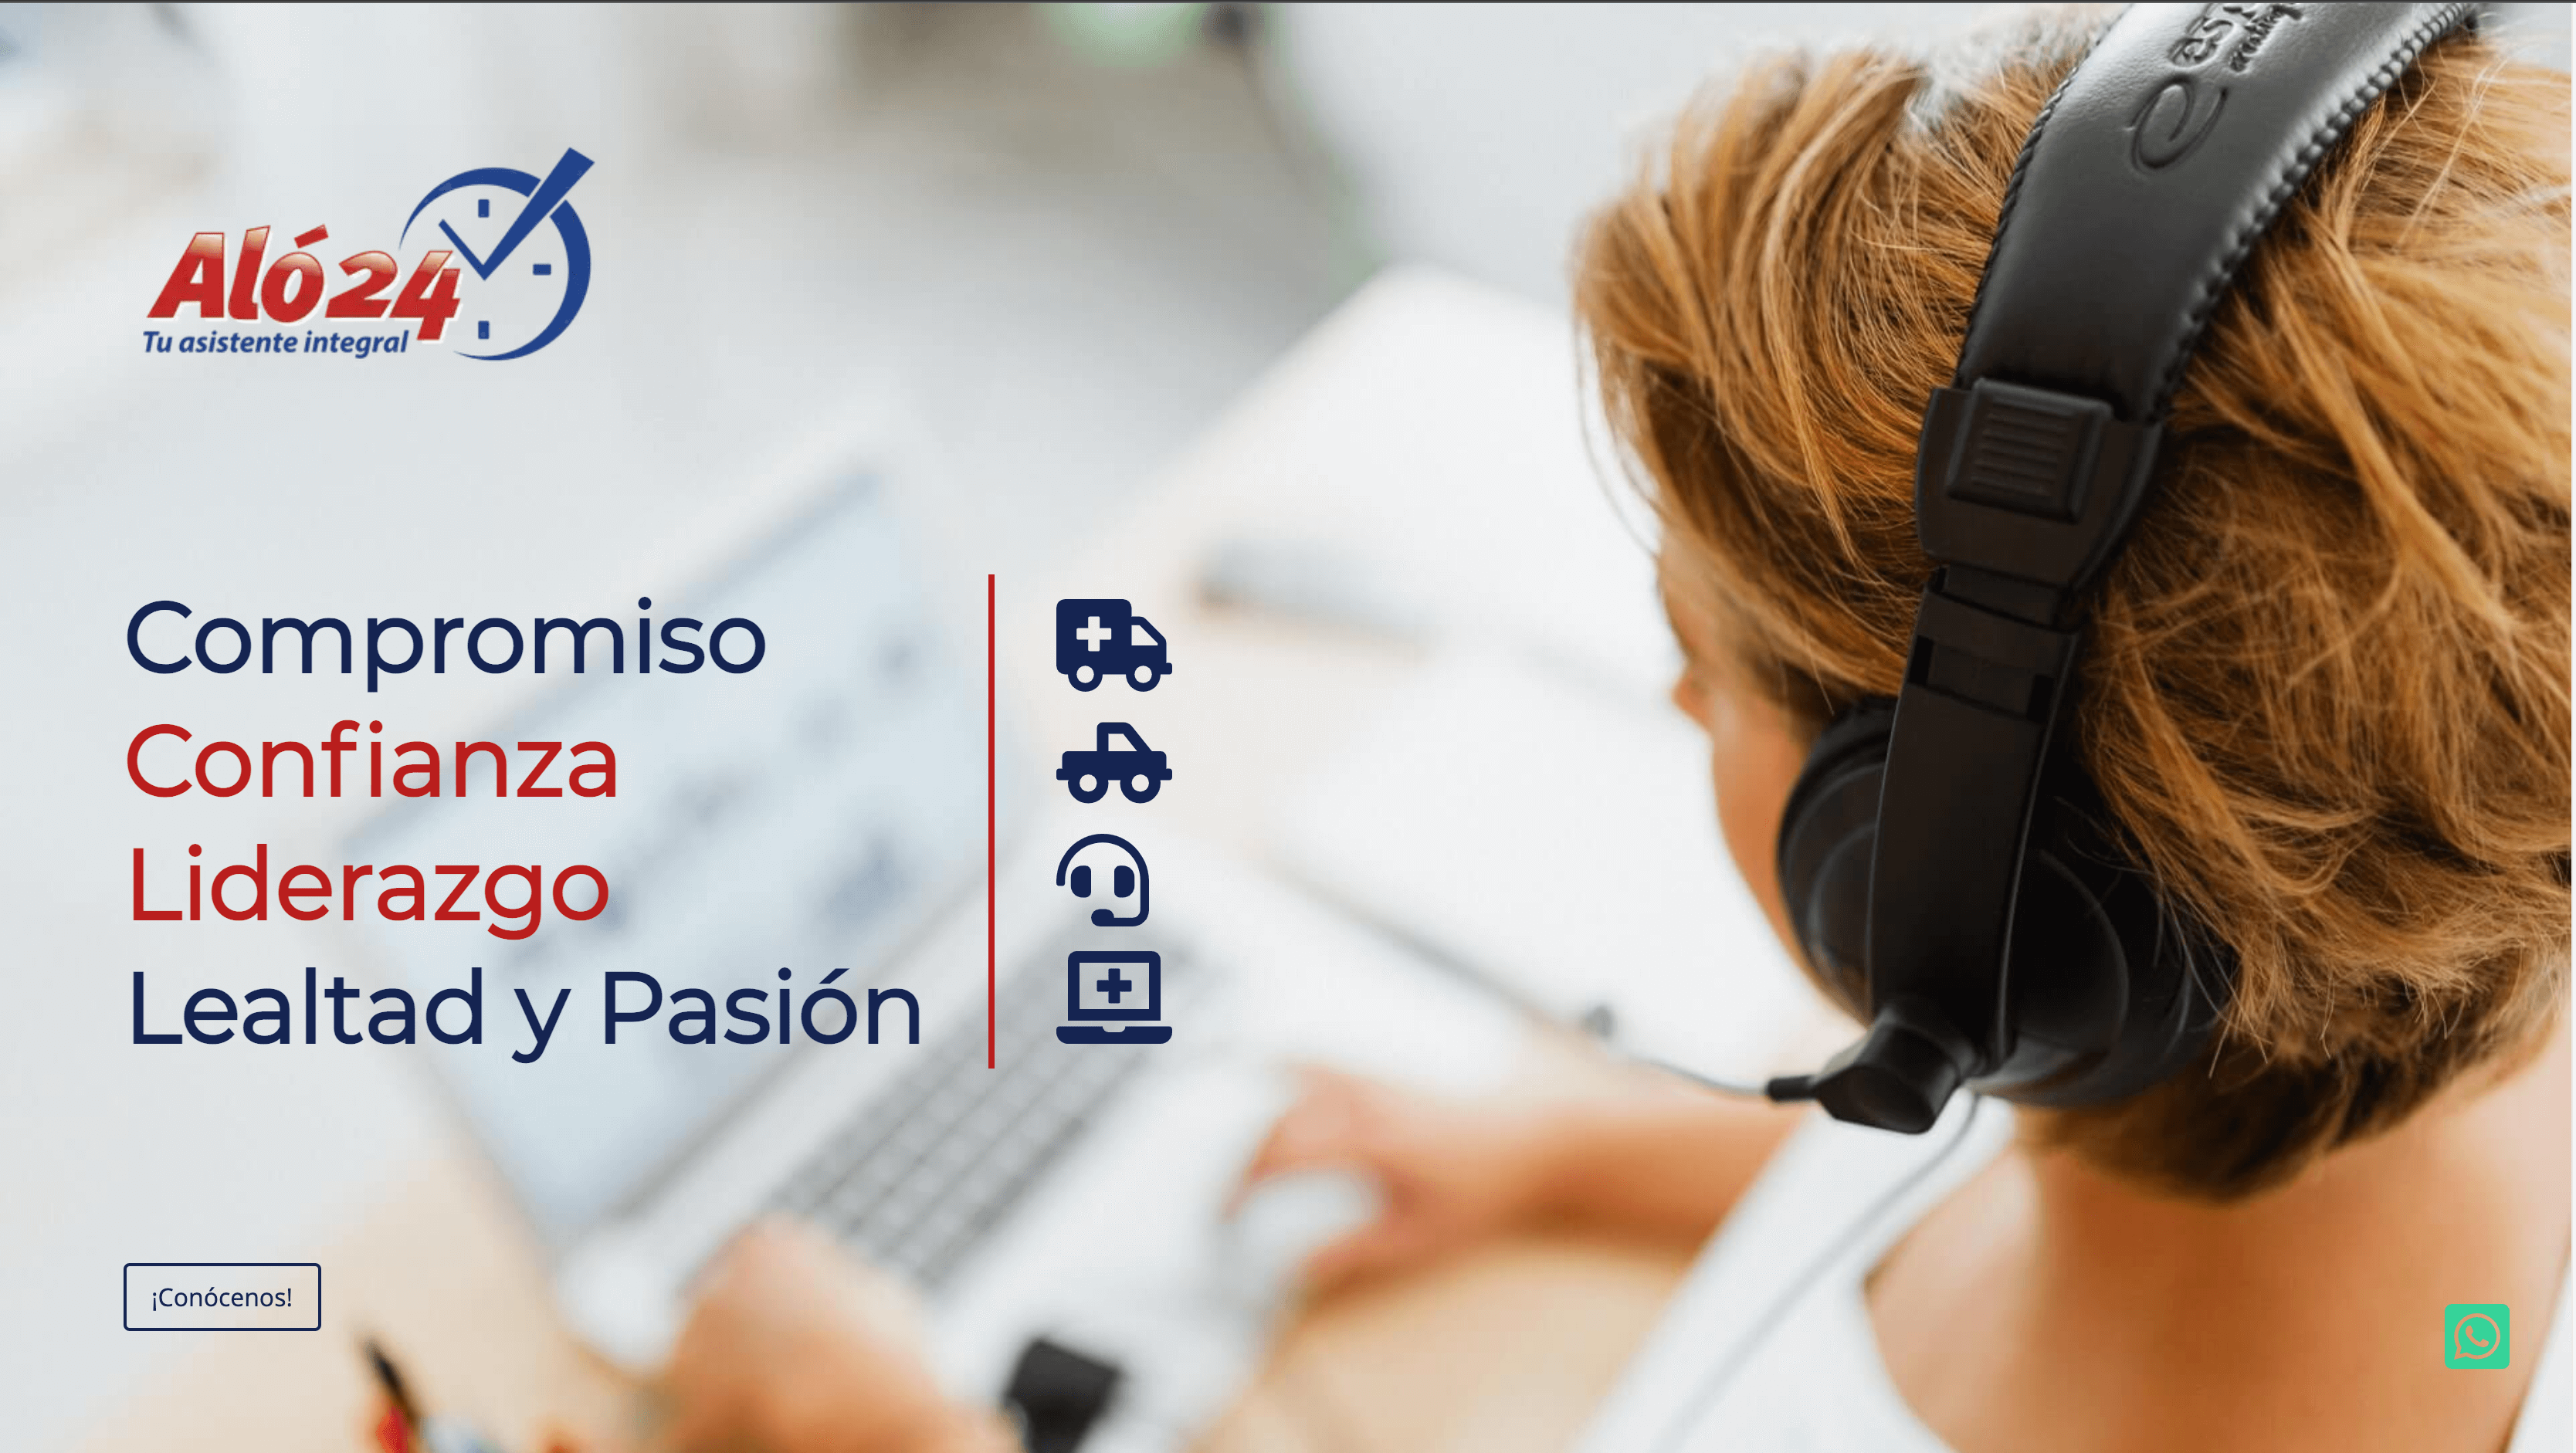 Aló24
Tu asistente integral
Compromiso
Confianza
Liderazgo
Lealtad y Pasión
¡Conócenos!